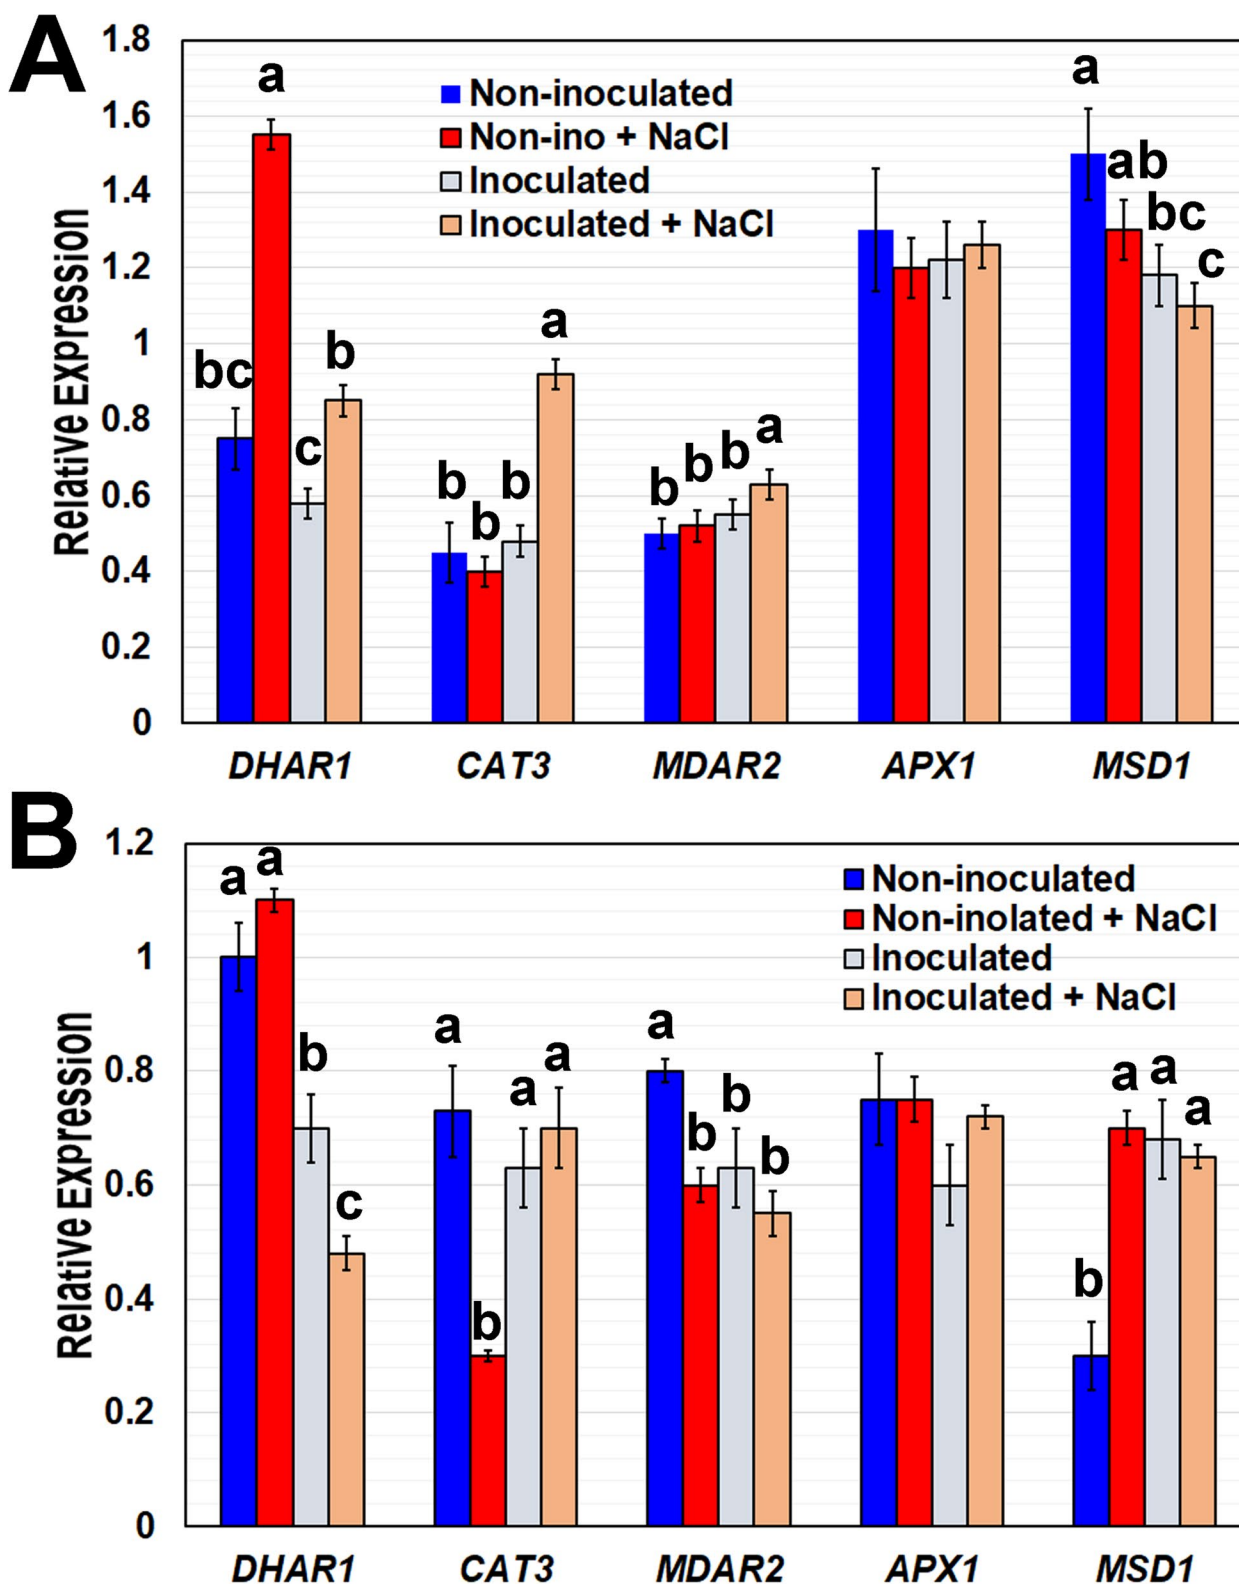 A
1.8
1.6
1.4
1.2
1
0.8
0.6
0.4
0.2
0
Relative Expression
Non-inoculated
Non-ino + NaCl
Inoculated
Inoculated + NaCl
bc
a
c
b
b
b
b
a
b
b
b
a
a
ab
bc
c
DHAR1
CAT3
MDAR2
APX1
MSD1
B
1.2
1
0.8
0.6
0.4
0.2
0
Relative Expression
Non-inoculated
Non-inolated + NaCl
Inoculated
Inoculated + NaCl
a
a
b
c
a
b
a
a
a
b
b
b
b
a
a
a
DHAR1
CAT3
MDAR2
APX1
MSD1